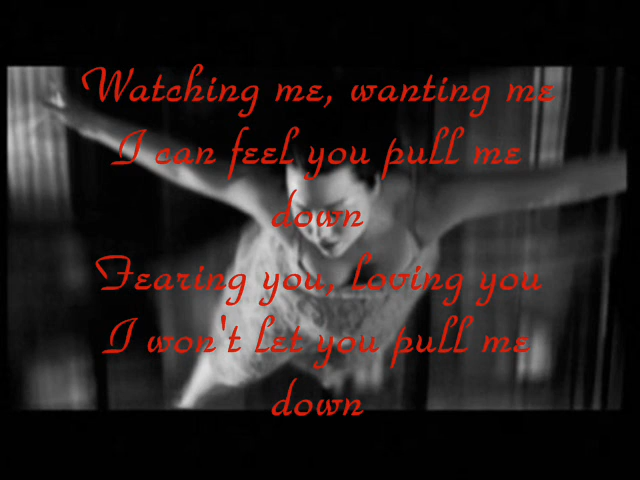 Watching me, wanting me
I can feel you pull me
down
Fearing you, loving you
I won't let you pull me
down